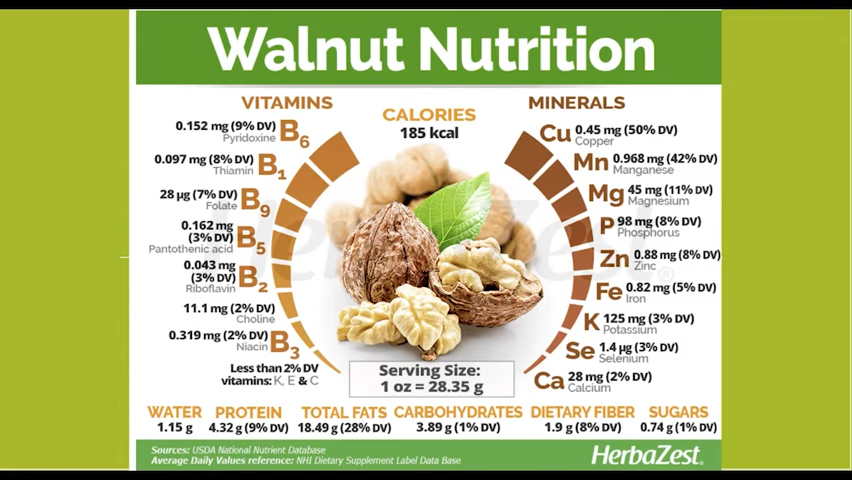 Walnut Nutrition
VITAMINS
0.152 mg (9% DV)
Pyridoxine
B6
0.097 mg (8% DV)
Thiamin
B1
28 µg (7% DV)
Folate
B9
0.162 mg
(3% DV)
Pantothenic acid
B5
0.043 mg
(3% DV)
Riboflavin
B2
11.1 mg (2% DV)
Choline
0.319 mg (2% DV)
Niacin
B3
Less than 2% DV
vitamins: K, E & C
CALORIES
185 kcal
MINERALS
Cu
0.45 mg (50% DV)
Copper
Mn
0.968 mg (42% DV)
Manganese
Mg
45 mg (11% DV)
Magnesium
P
98 mg (8% DV)
Phosphorus
Zn
0.88 mg (8% DV)
Zinc
Fe
0.82 mg (5% DV)
Iron
K
125 mg (3% DV)
Potassium
Se
1.4 µg (3% DV)
Selenium
Ca
28 mg (2% DV)
Calcium
HerbaZest®
Serving Size:
1 oz = 28.35 g
WATER
1.15 g
PROTEIN
4.32 g (9% DV)
TOTAL FATS
18.49 g (28% DV)
CARBOHYDRATES
3.89 g (1% DV)
DIETARY FIBER
1.9 g (8% DV)
SUGARS
0.74 g (1% DV)
Sources: USDA National Nutrient Database
Average Daily Values reference: NHI Dietary Supplement Label Data Base
HerbaZest®